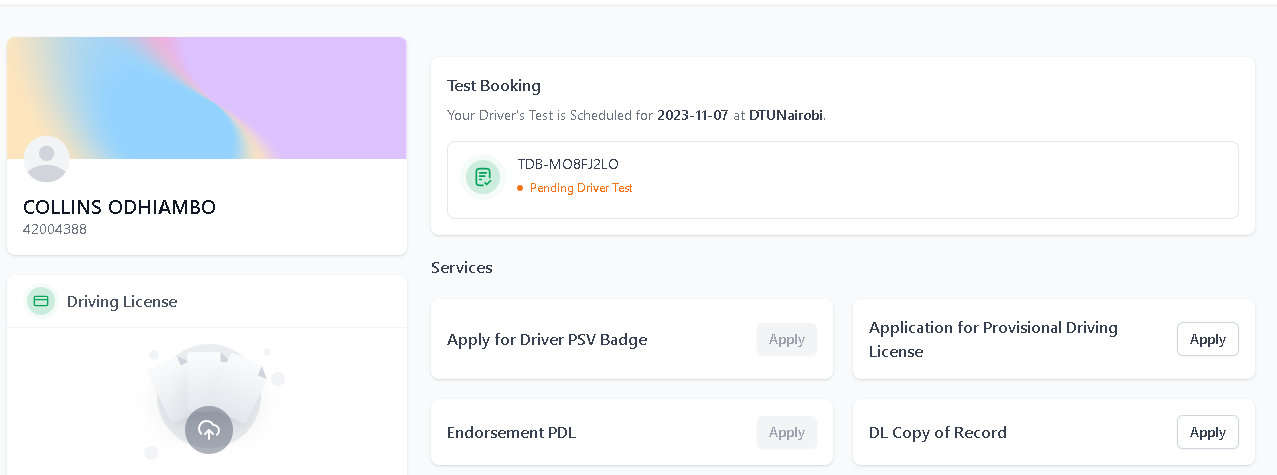 COLLINS ODHIAMBO
42004388
Driving License
Test Booking
Your Driver's Test is Scheduled for 2023-11-07 at DTUNairobi.
TDB-MO8FJ2LO
Pending Driver Test
Services
Apply for Driver PSV Badge
Apply
Application for Provisional Driving
License
Apply
Endorsement PDL
Apply
DL Copy of Record
Apply